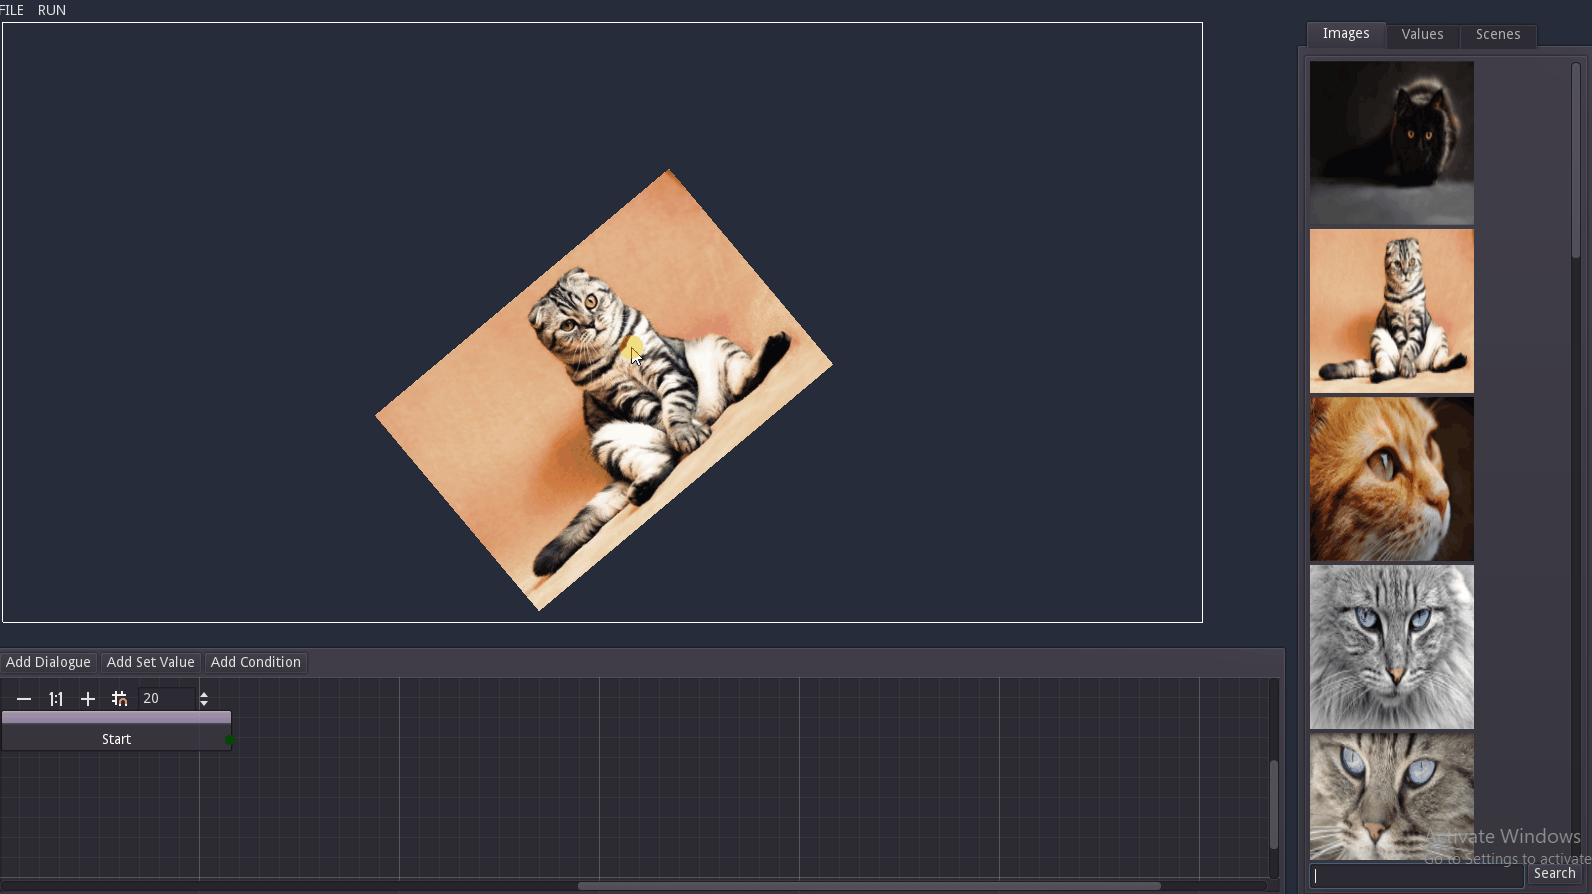 FILE RUN
Images Values Scenes
Add Dialogue Add Set Value Add Condition
1:1 20
Start
Activate Windows
Go to Settings to activate
Search